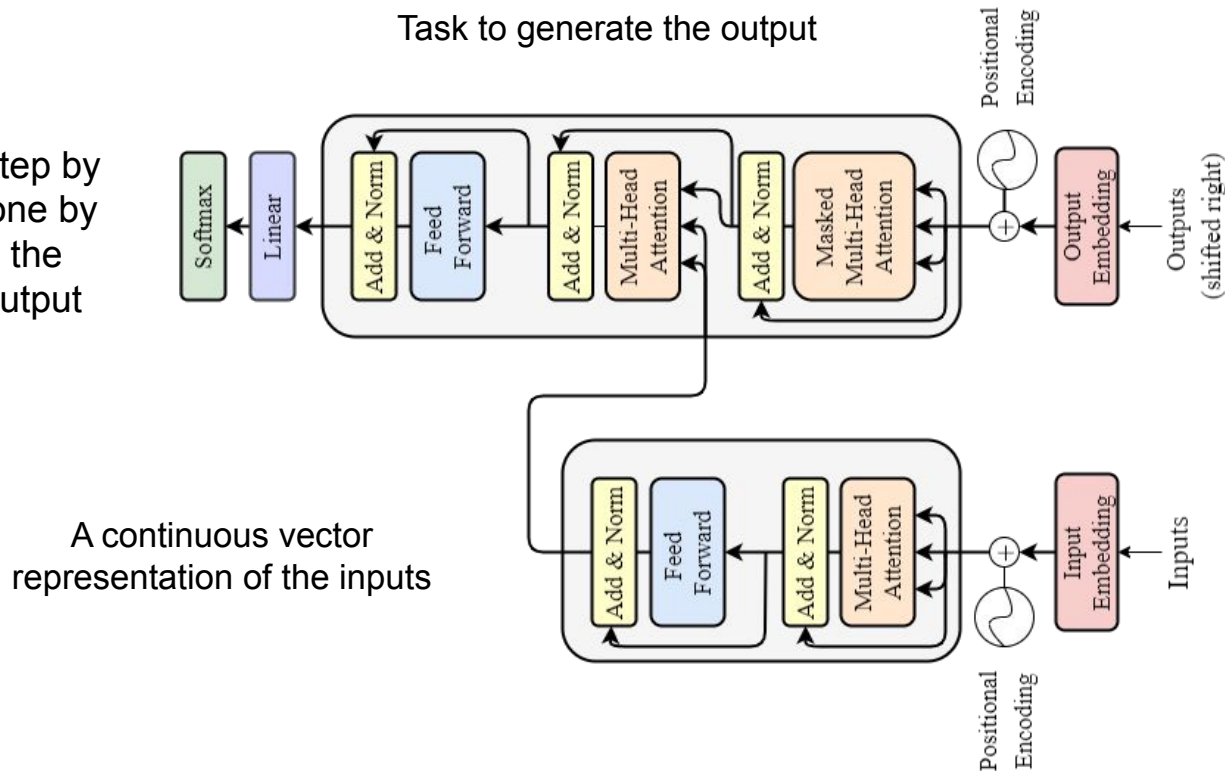 Task to generate the output
tep by
one by
the
utput
Softmax
Linear
Add & Norm
Feed
Forward
Add & Norm
Multi-Head
Attention
Add & Norm
Masked
Multi-Head
Attention
Positional
Encoding
Output
Embedding
Outputs
(shifted right)
A continuous vector
representation of the inputs
Add & Norm
Feed
Forward
Add & Norm
Multi-Head
Attention
Positional
Encoding
Input
Embedding
Inputs